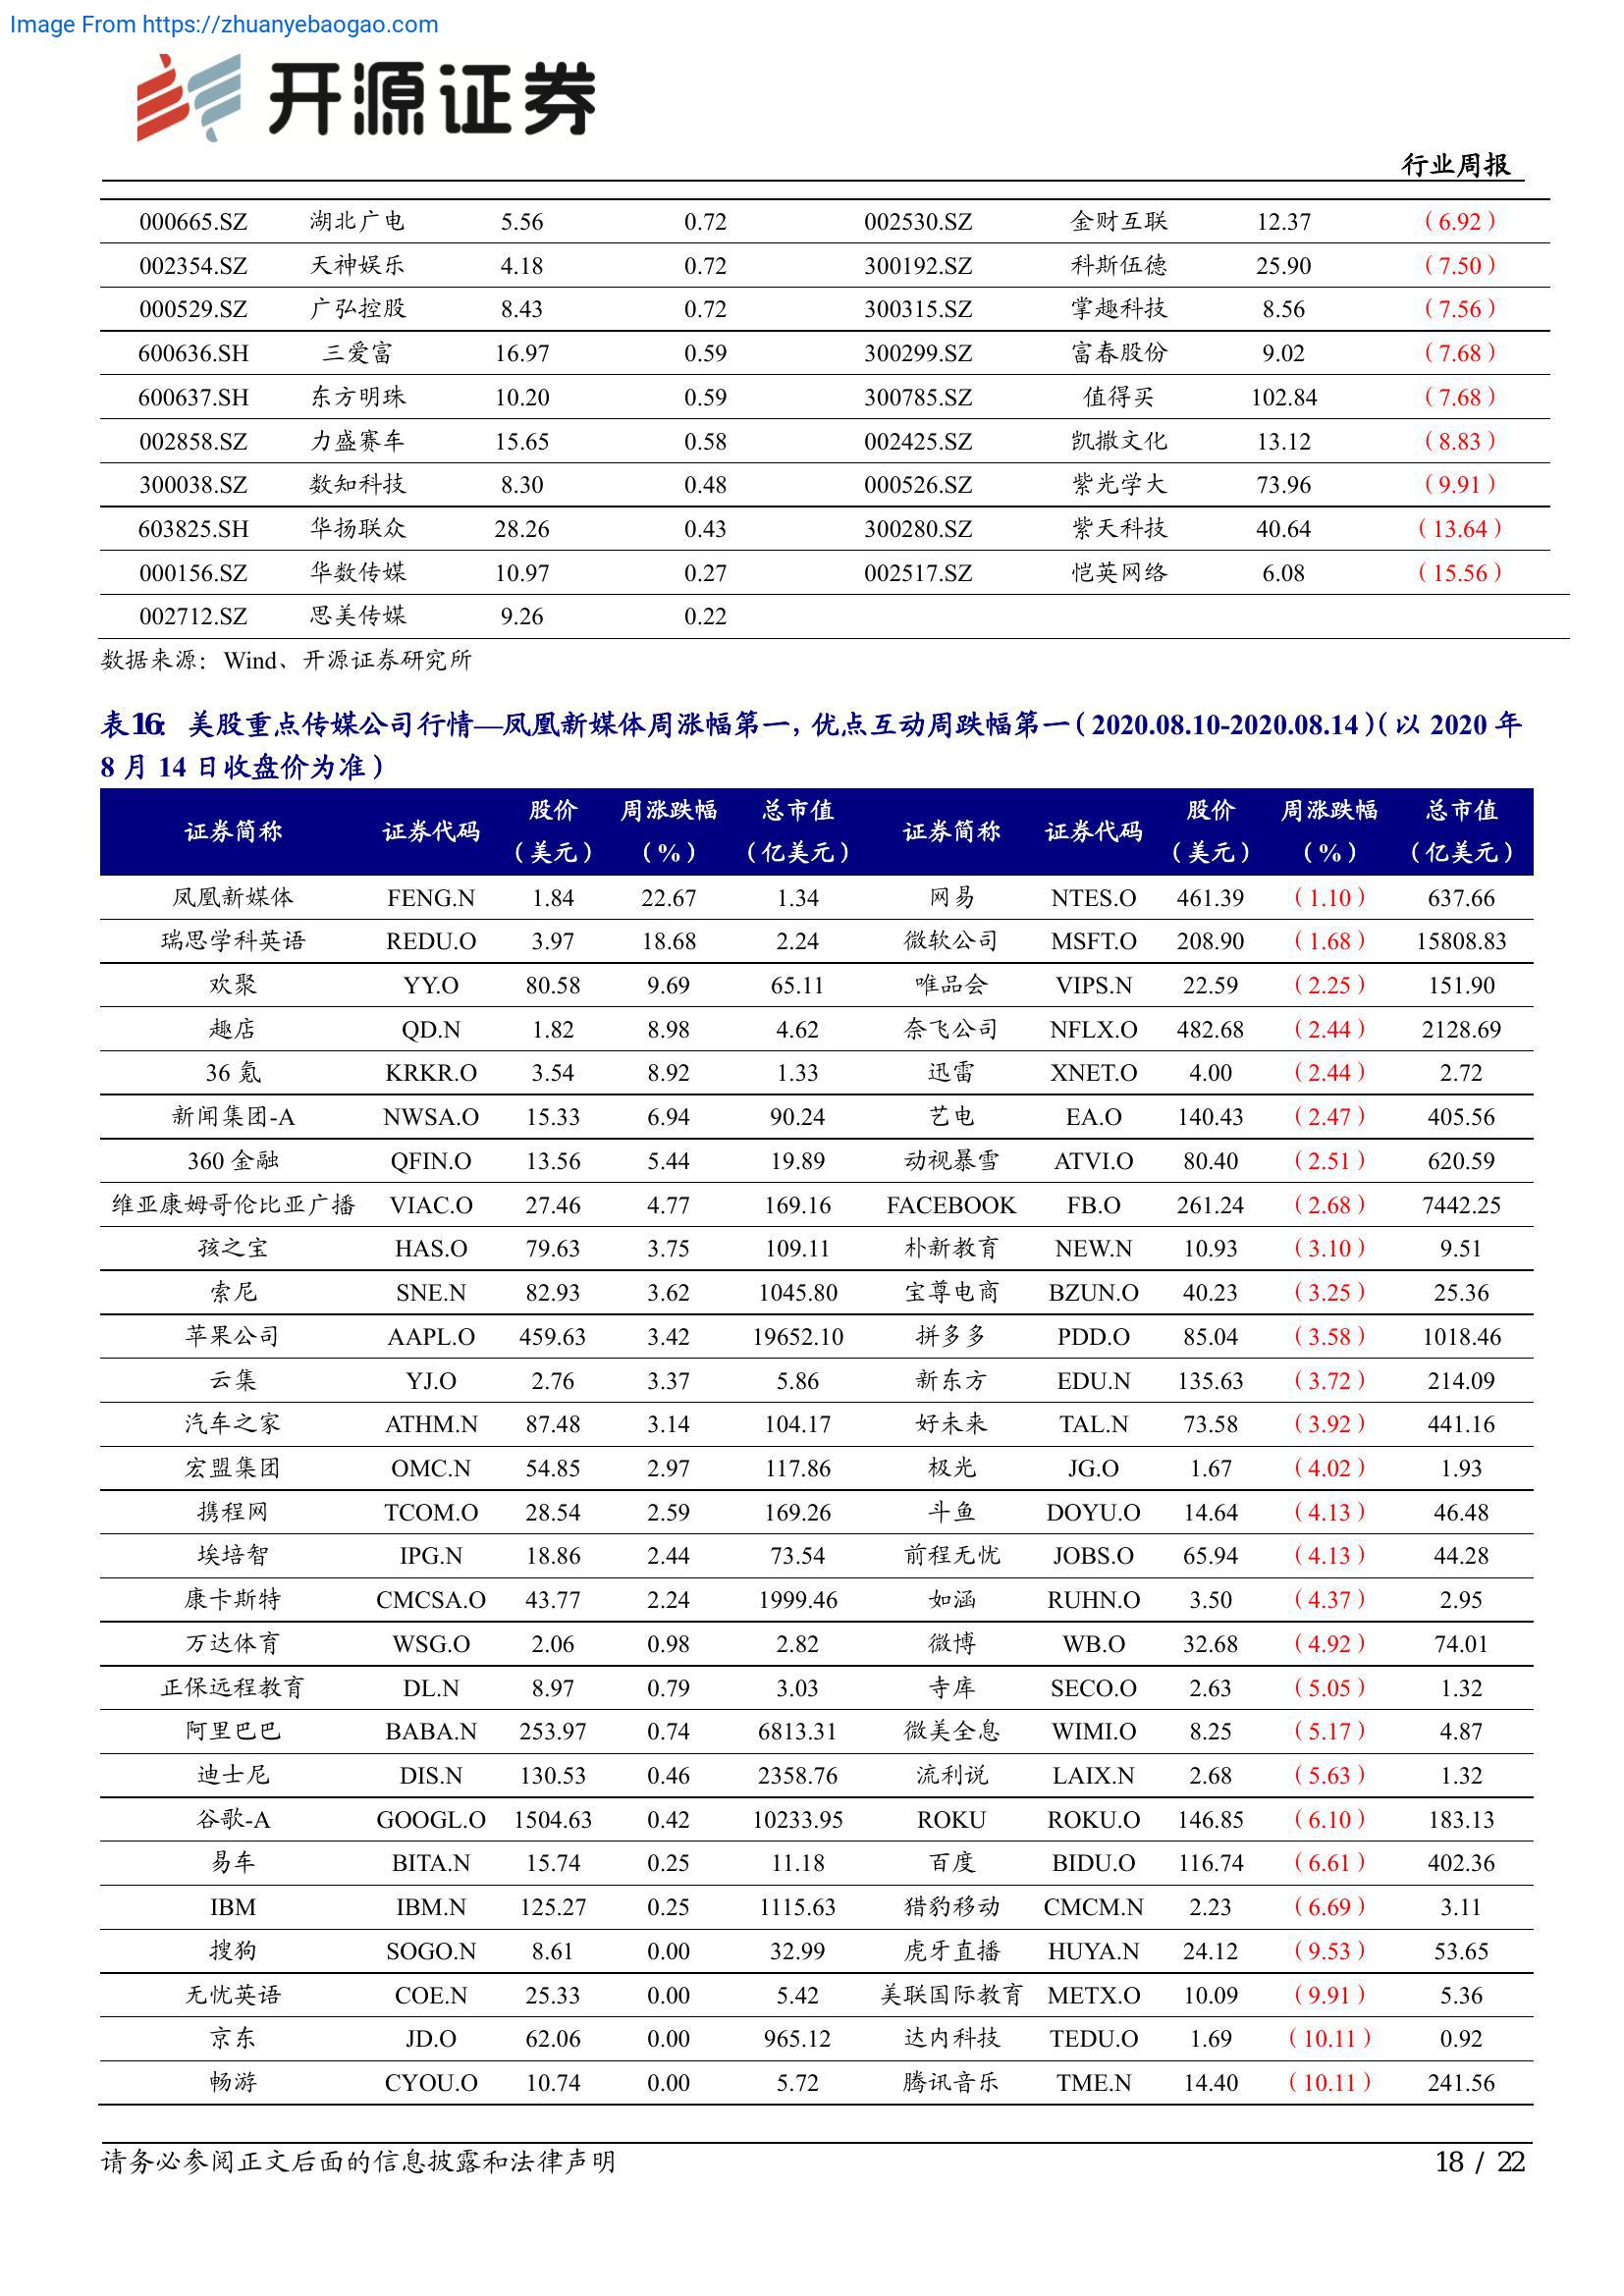 Image From https://zhuanyebaogao.com
开源证券
行业周报
000665.SZ 湖北广电 5.56 0.72 002530.SZ 金财互联 12.37 （6.92）
002354.SZ 天神娱乐 4.18 0.72 300192.SZ 科斯伍德 25.90 （7.50）
000529.SZ 广弘控股 8.43 0.72 300315.SZ 掌趣科技 8.56 （7.56）
600636.SH 三爱富 16.97 0.59 300299.SZ 富春股份 9.02 （7.68）
600637.SH 东方明珠 10.20 0.59 300785.SZ 值得买 102.84 （7.68）
002858.SZ 力盛赛车 15.65 0.58 002425.SZ 凯撒文化 13.12 （8.83）
300038.SZ 数知科技 8.30 0.48 000526.SZ 紫光学大 73.96 （9.91）
603825.SH 华扬联众 28.26 0.43 300280.SZ 紫天科技 40.64 （13.64）
000156.SZ 华数传媒 10.97 0.27 002517.SZ 恺英网络 6.08 （15.56）
002712.SZ 思美传媒 9.26 0.22
数据来源：Wind、开源证券研究所
表16： 美股重点传媒公司行情—凤凰新媒体周涨幅第一，优点互动周跌幅第一（2020.08.10-2020.08.14）（以 2020 年
8 月 14 日收盘价为准）
证券简称 证券代码 股价 周涨跌幅 总市值 证券简称 证券代码 股价 周涨跌幅 总市值
（美元） （%） （亿美元） （美元） （%） （亿美元）
凤凰新媒体 FENG.N 1.84 22.67 1.34 网易 NTES.O 461.39 （1.10） 637.66
瑞思学科英语 REDU.O 3.97 18.68 2.24 微软公司 MSFT.O 208.90 （1.68） 15808.83
欢聚 YY.O 80.58 9.69 65.11 唯品会 VIPS.N 22.59 （2.25） 151.90
趣店 QD.N 1.82 8.98 4.62 奈飞公司 NFLX.O 482.68 （2.44） 2128.69
36 氪 KRKR.O 3.54 8.92 1.33 迅雷 XNET.O 4.00 （2.44） 2.72
新闻集团-A NWSA.O 15.33 6.94 90.24 艺电 EA.O 140.43 （2.47） 405.56
360 金融 QFIN.O 13.56 5.44 19.89 动视暴雪 ATVI.O 80.40 （2.51） 620.59
维亚康姆哥伦比亚广播 VIAC.O 27.46 4.77 169.16 FACEBOOK FB.O 261.24 （2.68） 7442.25
孩之宝 HAS.O 79.63 3.75 109.11 朴新教育 NEW.N 10.93 （3.10） 9.51
索尼 SNE.N 82.93 3.62 1045.80 宝尊电商 BZUN.O 40.23 （3.25） 25.36
苹果公司 AAPL.O 459.63 3.42 19652.10 拼多多 PDD.O 85.04 （3.58） 1018.46
云集 YJ.O 2.76 3.37 5.86 新东方 EDU.N 135.63 （3.72） 214.09
汽车之家 ATHM.N 87.48 3.14 104.17 好未来 TAL.N 73.58 （3.92） 441.16
宏盟集团 OMC.N 54.85 2.97 117.86 极光 JG.O 1.67 （4.02） 1.93
携程网 TCOM.O 28.54 2.59 169.26 斗鱼 DOYU.O 14.64 （4.13） 46.48
埃培智 IPG.N 18.86 2.44 73.54 前程无忧 JOBS.O 65.94 （4.13） 44.28
康卡斯特 CMCSA.O 43.77 2.24 1999.46 如涵 RUHN.O 3.50 （4.37） 2.95
万达体育 WSG.O 2.06 0.98 2.82 微博 WB.O 32.68 （4.92） 74.01
正保远程教育 DL.N 8.97 0.79 3.03 寺库 SECO.O 2.63 （5.05） 1.32
阿里巴巴 BABA.N 253.97 0.74 6813.31 微美全息 WIMI.O 8.25 （5.17） 4.87
迪士尼 DIS.N 130.53 0.46 2358.76 流利说 LAIX.N 2.68 （5.63） 1.32
谷歌-A GOOGL.O 1504.63 0.42 10233.95 ROKU ROKU.O 146.85 （6.10） 183.13
易车 BITA.N 15.74 0.25 11.18 百度 BIDU.O 116.74 （6.61） 402.36
IBM IBM.N 125.27 0.25 1115.63 猎豹移动 CMCM.N 2.23 （6.69） 3.11
搜狗 SOGO.N 8.61 0.00 32.99 虎牙直播 HUYA.N 24.12 （9.53） 53.65
无忧英语 COE.N 25.33 0.00 5.42 美联国际教育 METX.O 10.09 （9.91） 5.36
京东 JD.O 62.06 0.00 965.12 达内科技 TEDU.O 1.69 （10.11） 0.92
畅游 CYOU.O 10.74 0.00 5.72 腾讯音乐 TME.N 14.40 （10.11） 241.56
请务必参阅正文后面的信息披露和法律声明 18 / 22